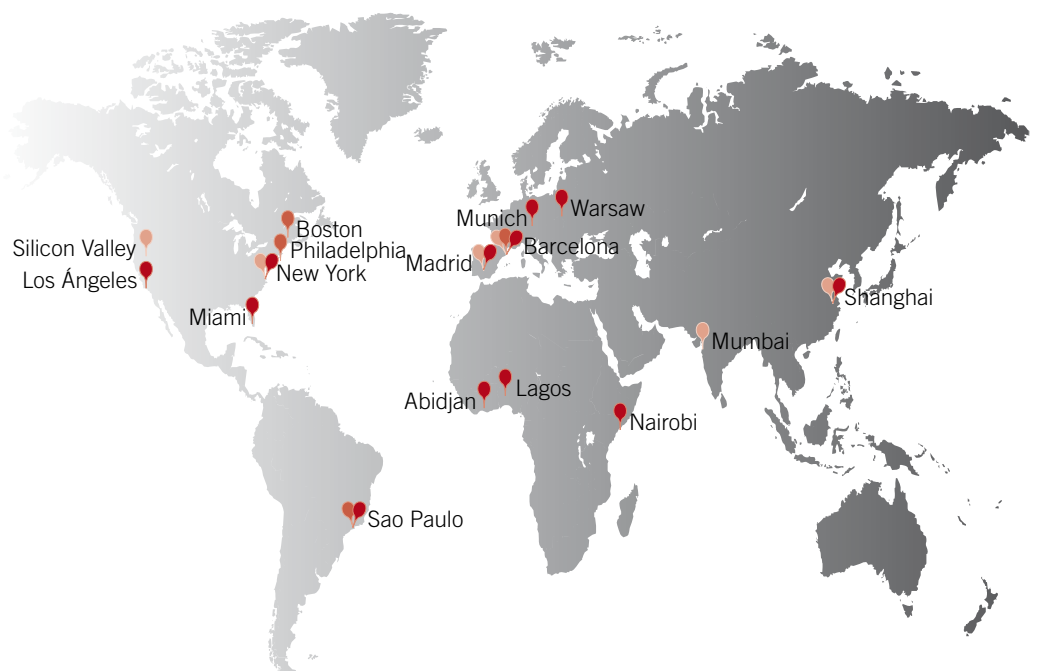 Boston
Silicon Valley
Philadelphia
Los Ángeles
New York
Miami
Munich
Warsaw
Madrid
Barcelona
Shanghai
Mumbai
Abidjan
Lagos
Nairobi
Sao Paulo